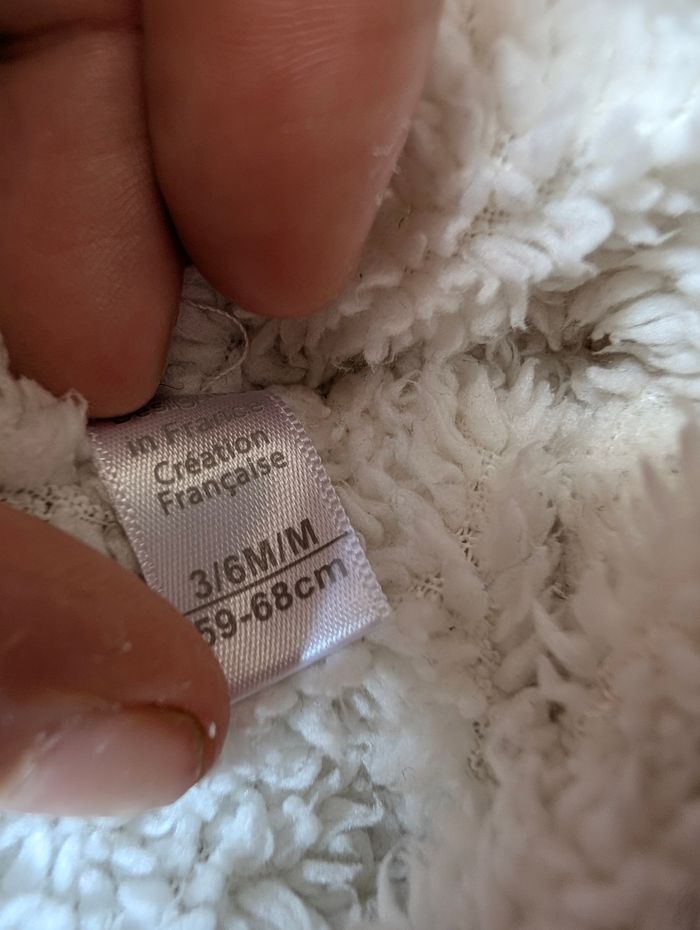 in France
Création
Française
3/6M/M
59-68cm